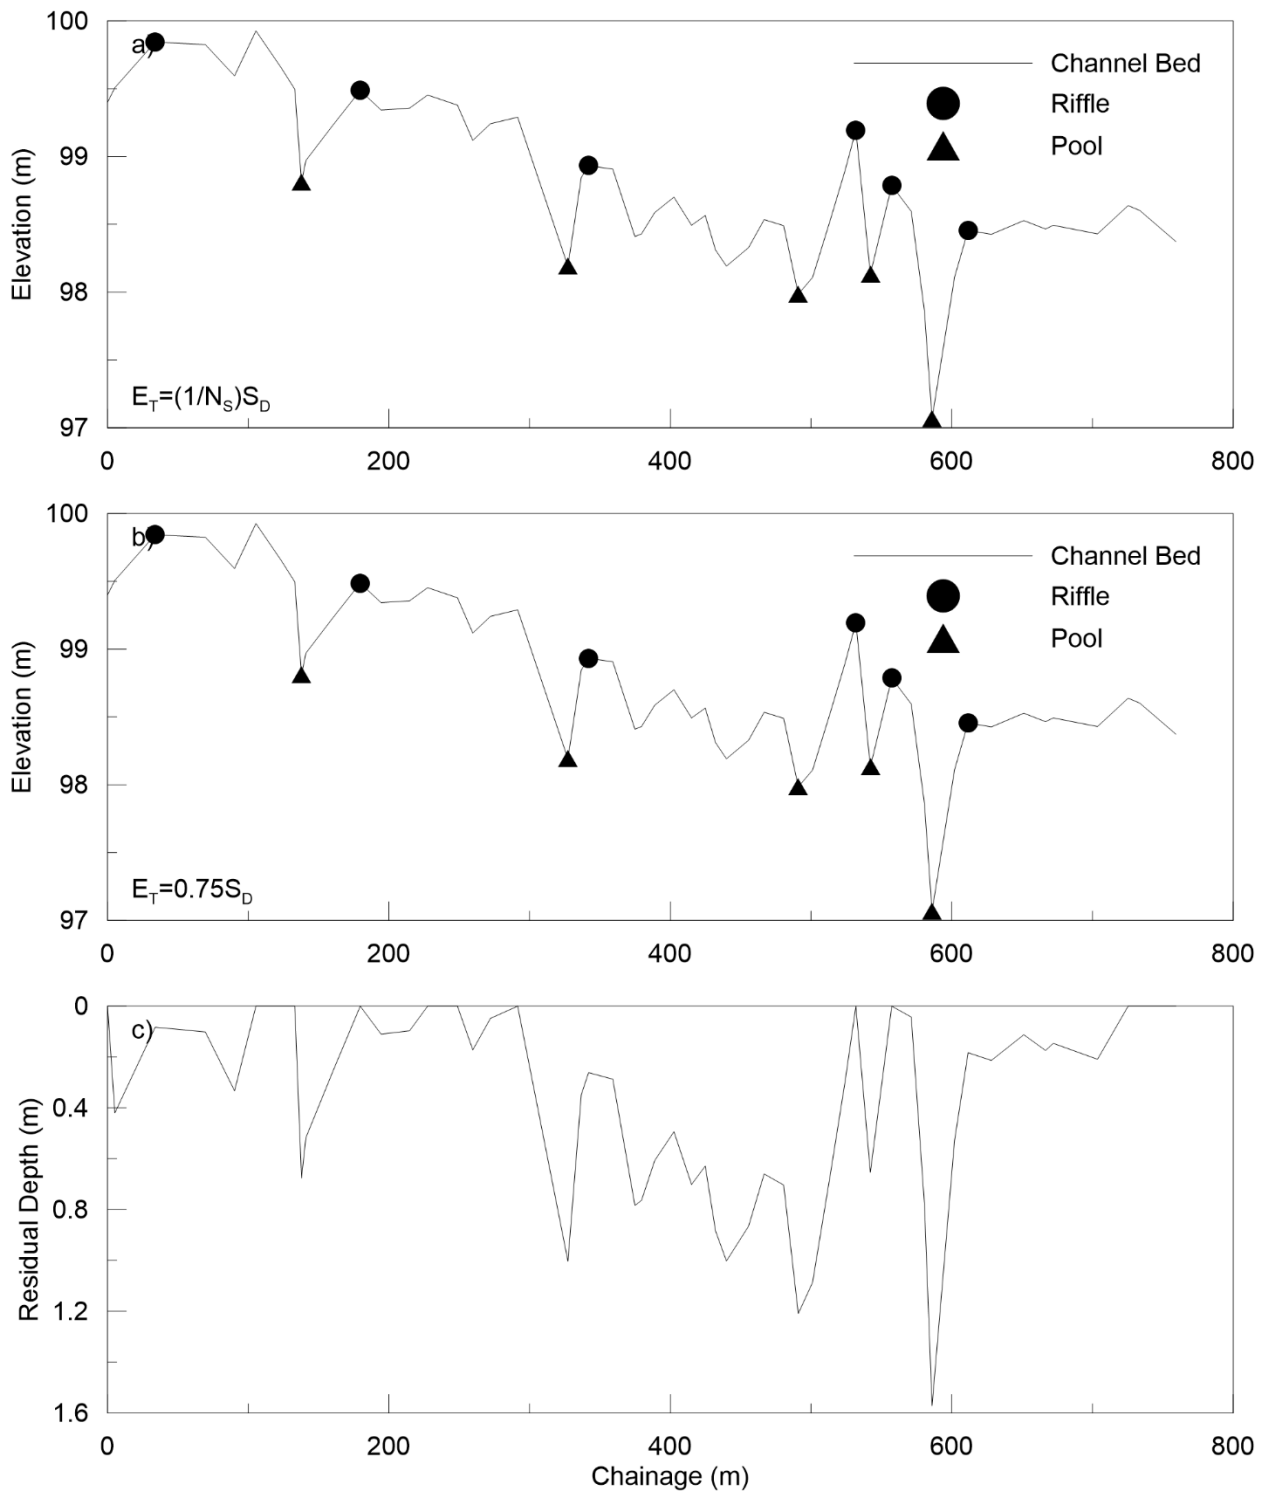 100
a)
Channel Bed
Riffle
Pool
99
98
97
Elevation (m)
E_T=(1/N_S)S_D
0 200 400 600 800
100
b)
Channel Bed
Riffle
Pool
99
98
97
Elevation (m)
E_T=0.75S_D
0 200 400 600 800
0
c)
0.4
0.8
1.2
1.6
Residual Depth (m)
0 200 400 600 800
Chainage (m)